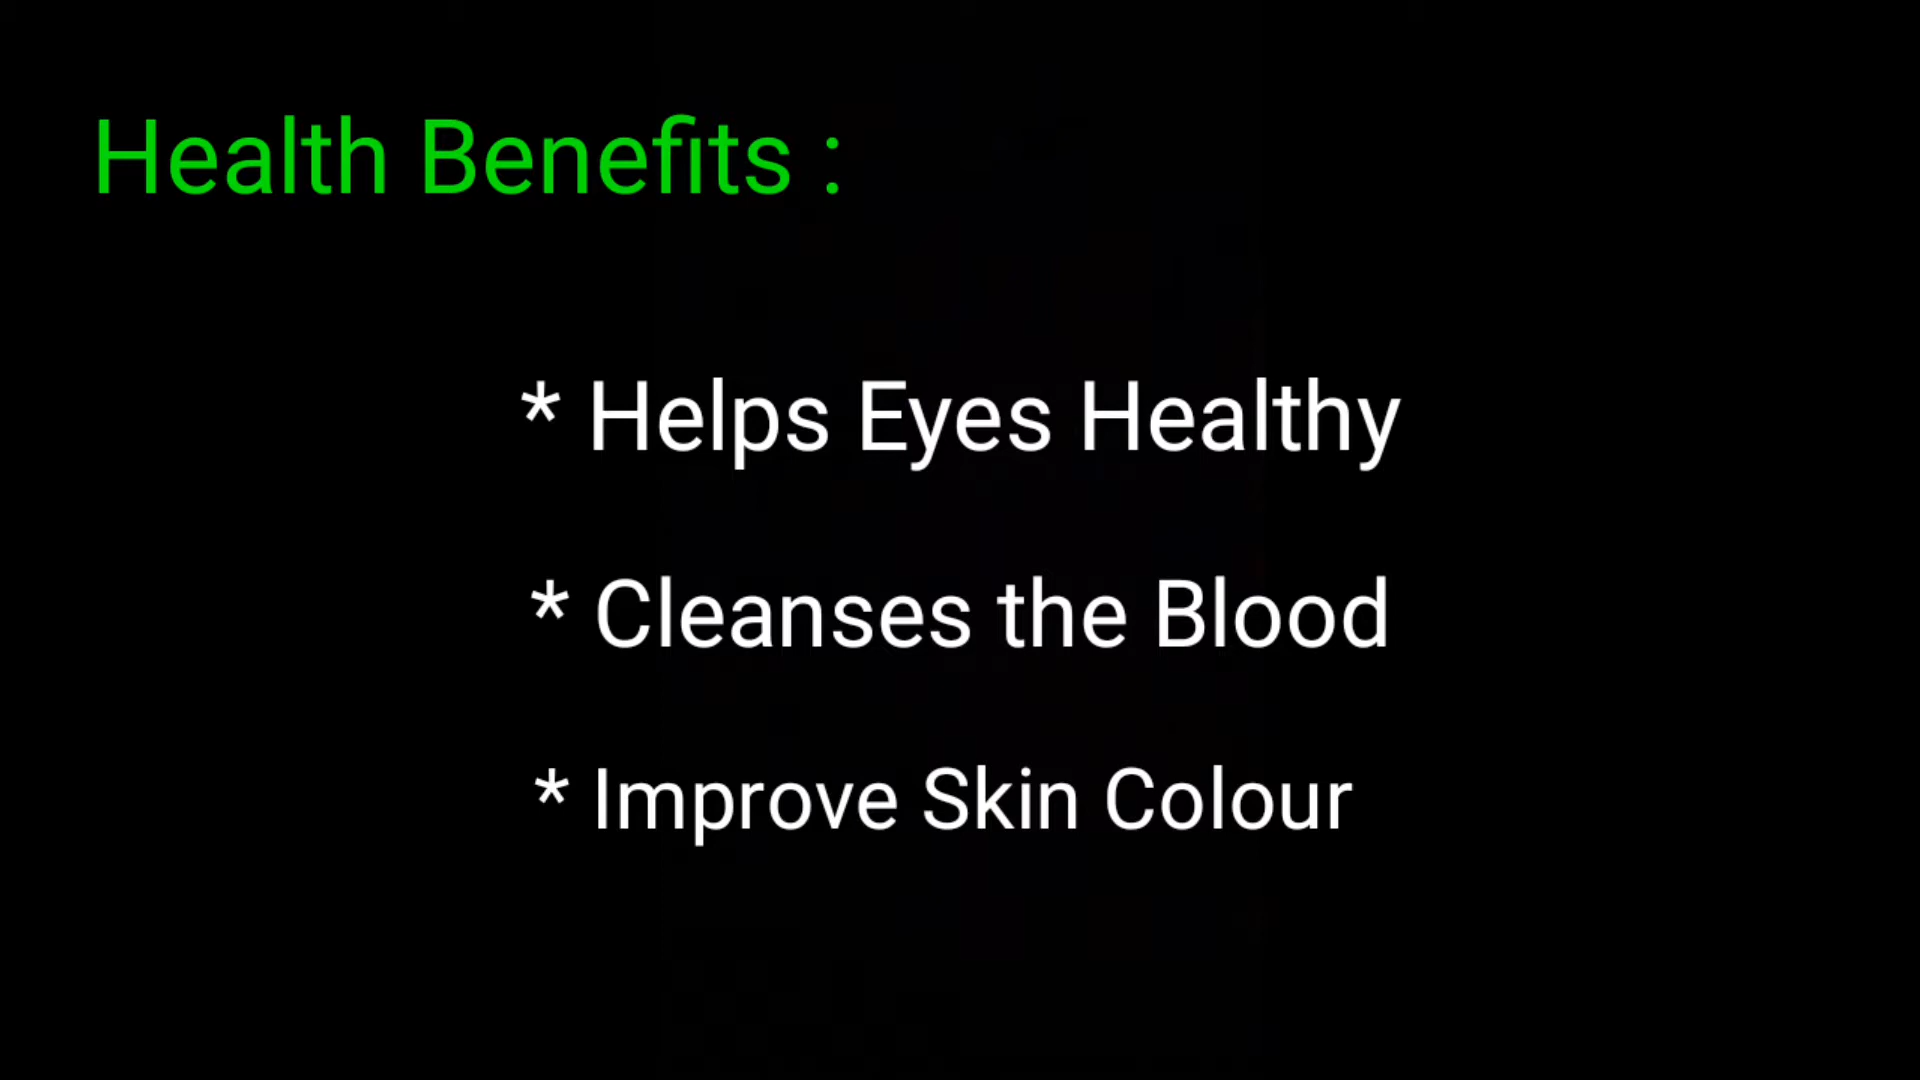 Health Benefits :
* Helps Eyes Healthy
* Cleanses the Blood
* Improve Skin Colour